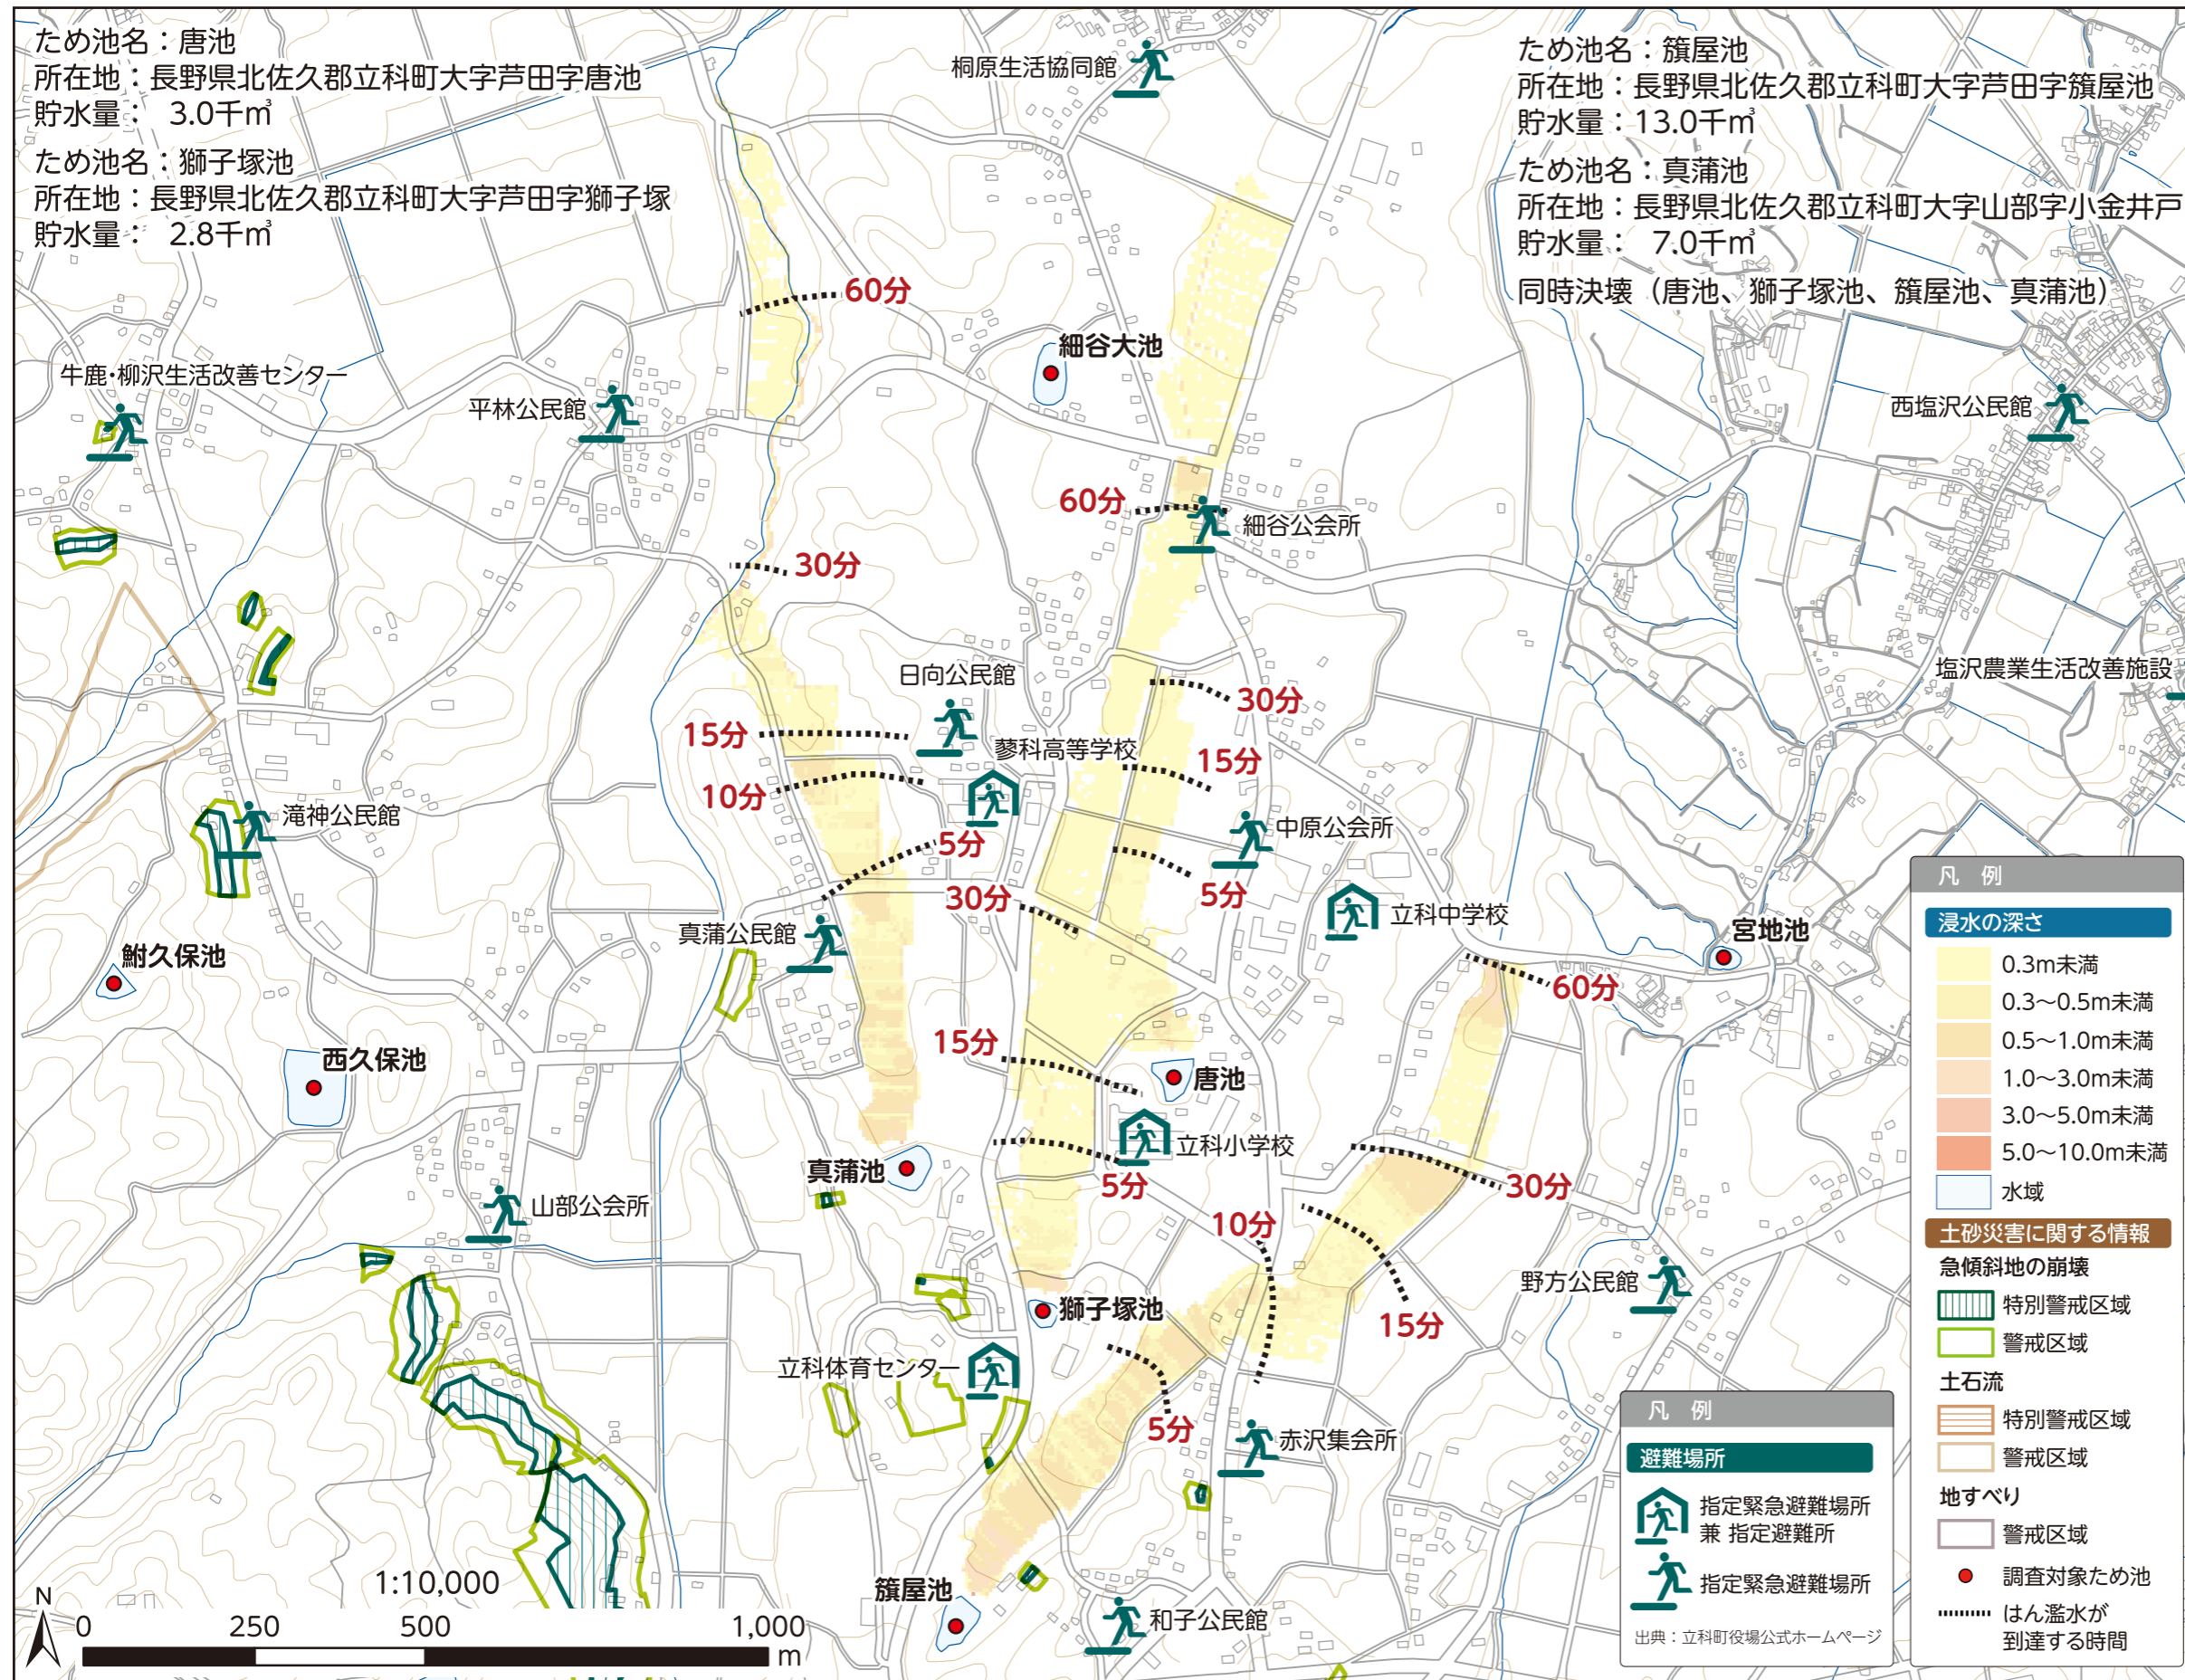 ため池名：唐池
所在地：長野県北佐久郡立科町大字芦田字唐池
貯水量： 3.0千㎥
ため池名：獅子塚池
所在地：長野県北佐久郡立科町大字芦田字獅子塚
貯水量： 2.8千㎥
ため池名：籏屋池
所在地：長野県北佐久郡立科町大字芦田字籏屋池
貯水量：13.0千㎥
ため池名：真蒲池
所在地：長野県北佐久郡立科町大字山部字小金井戸
貯水量： 7.0千㎥
同時決壊（唐池、獅子塚池、籏屋池、真蒲池）
桐原生活協同館
60分
細谷大池
牛鹿・柳沢生活改善センター
平林公民館
西塩沢公民館
60分
細谷公会所
30分
日向公民館
塩沢農業生活改善施設
30分
15分
蓼科高等学校
15分
10分
滝神公民館
中原公会所
5分
5分
30分
立科中学校
真蒲公民館
宮地池
鮒久保池
60分
15分
西久保池
唐池
立科小学校
真蒲池
5分
30分
山部公会所
10分
野方公民館
獅子塚池
15分
立科体育センター
5分
赤沢集会所
籏屋池
和子公民館
1:10,000
N
0 250 500 1,000
m
凡 例
避難場所
指定緊急避難場所
兼 指定避難所
指定緊急避難場所
出典：立科町役場公式ホームページ
凡 例
浸水の深さ
0.3m未満
0.3～0.5m未満
0.5～1.0m未満
1.0～3.0m未満
3.0～5.0m未満
5.0～10.0m未満
水域
土砂災害に関する情報
急傾斜地の崩壊
特別警戒区域
警戒区域
土石流
特別警戒区域
警戒区域
地すべり
警戒区域
調査対象ため池
はん濫水が
到達する時間